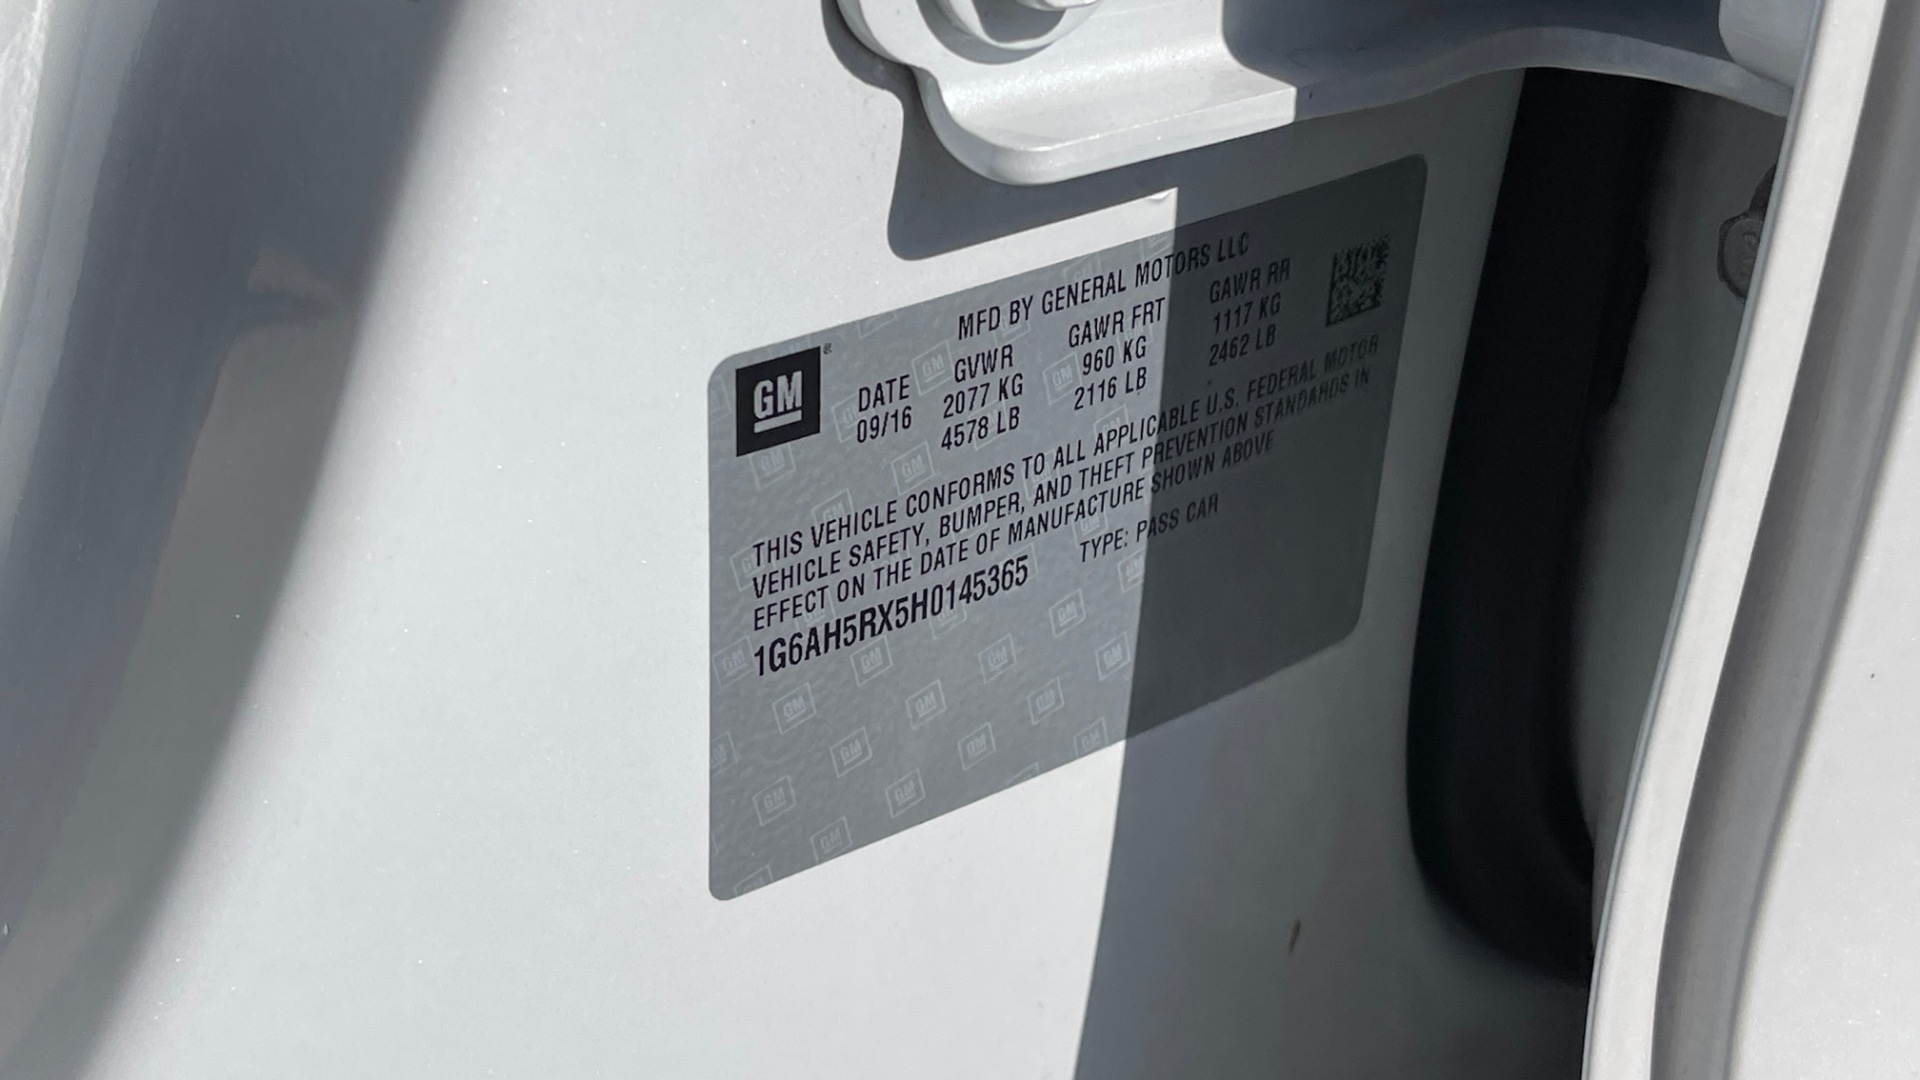 MFD BY GENERAL MOTORS LLC
GM®
DATE GVWR GAWR FRT GAWR RR
09/16 2077 KG 960 KG 1117 KG
4578 LB 2116 LB 2462 LB
THIS VEHICLE CONFORMS TO ALL APPLICABLE U.S. FEDERAL MOTOR
VEHICLE SAFETY, BUMPER, AND THEFT PREVENTION STANDARDS IN
EFFECT ON THE DATE OF MANUFACTURE SHOWN ABOVE
1G6AH5RX5H0145365 TYPE: PASS CAR